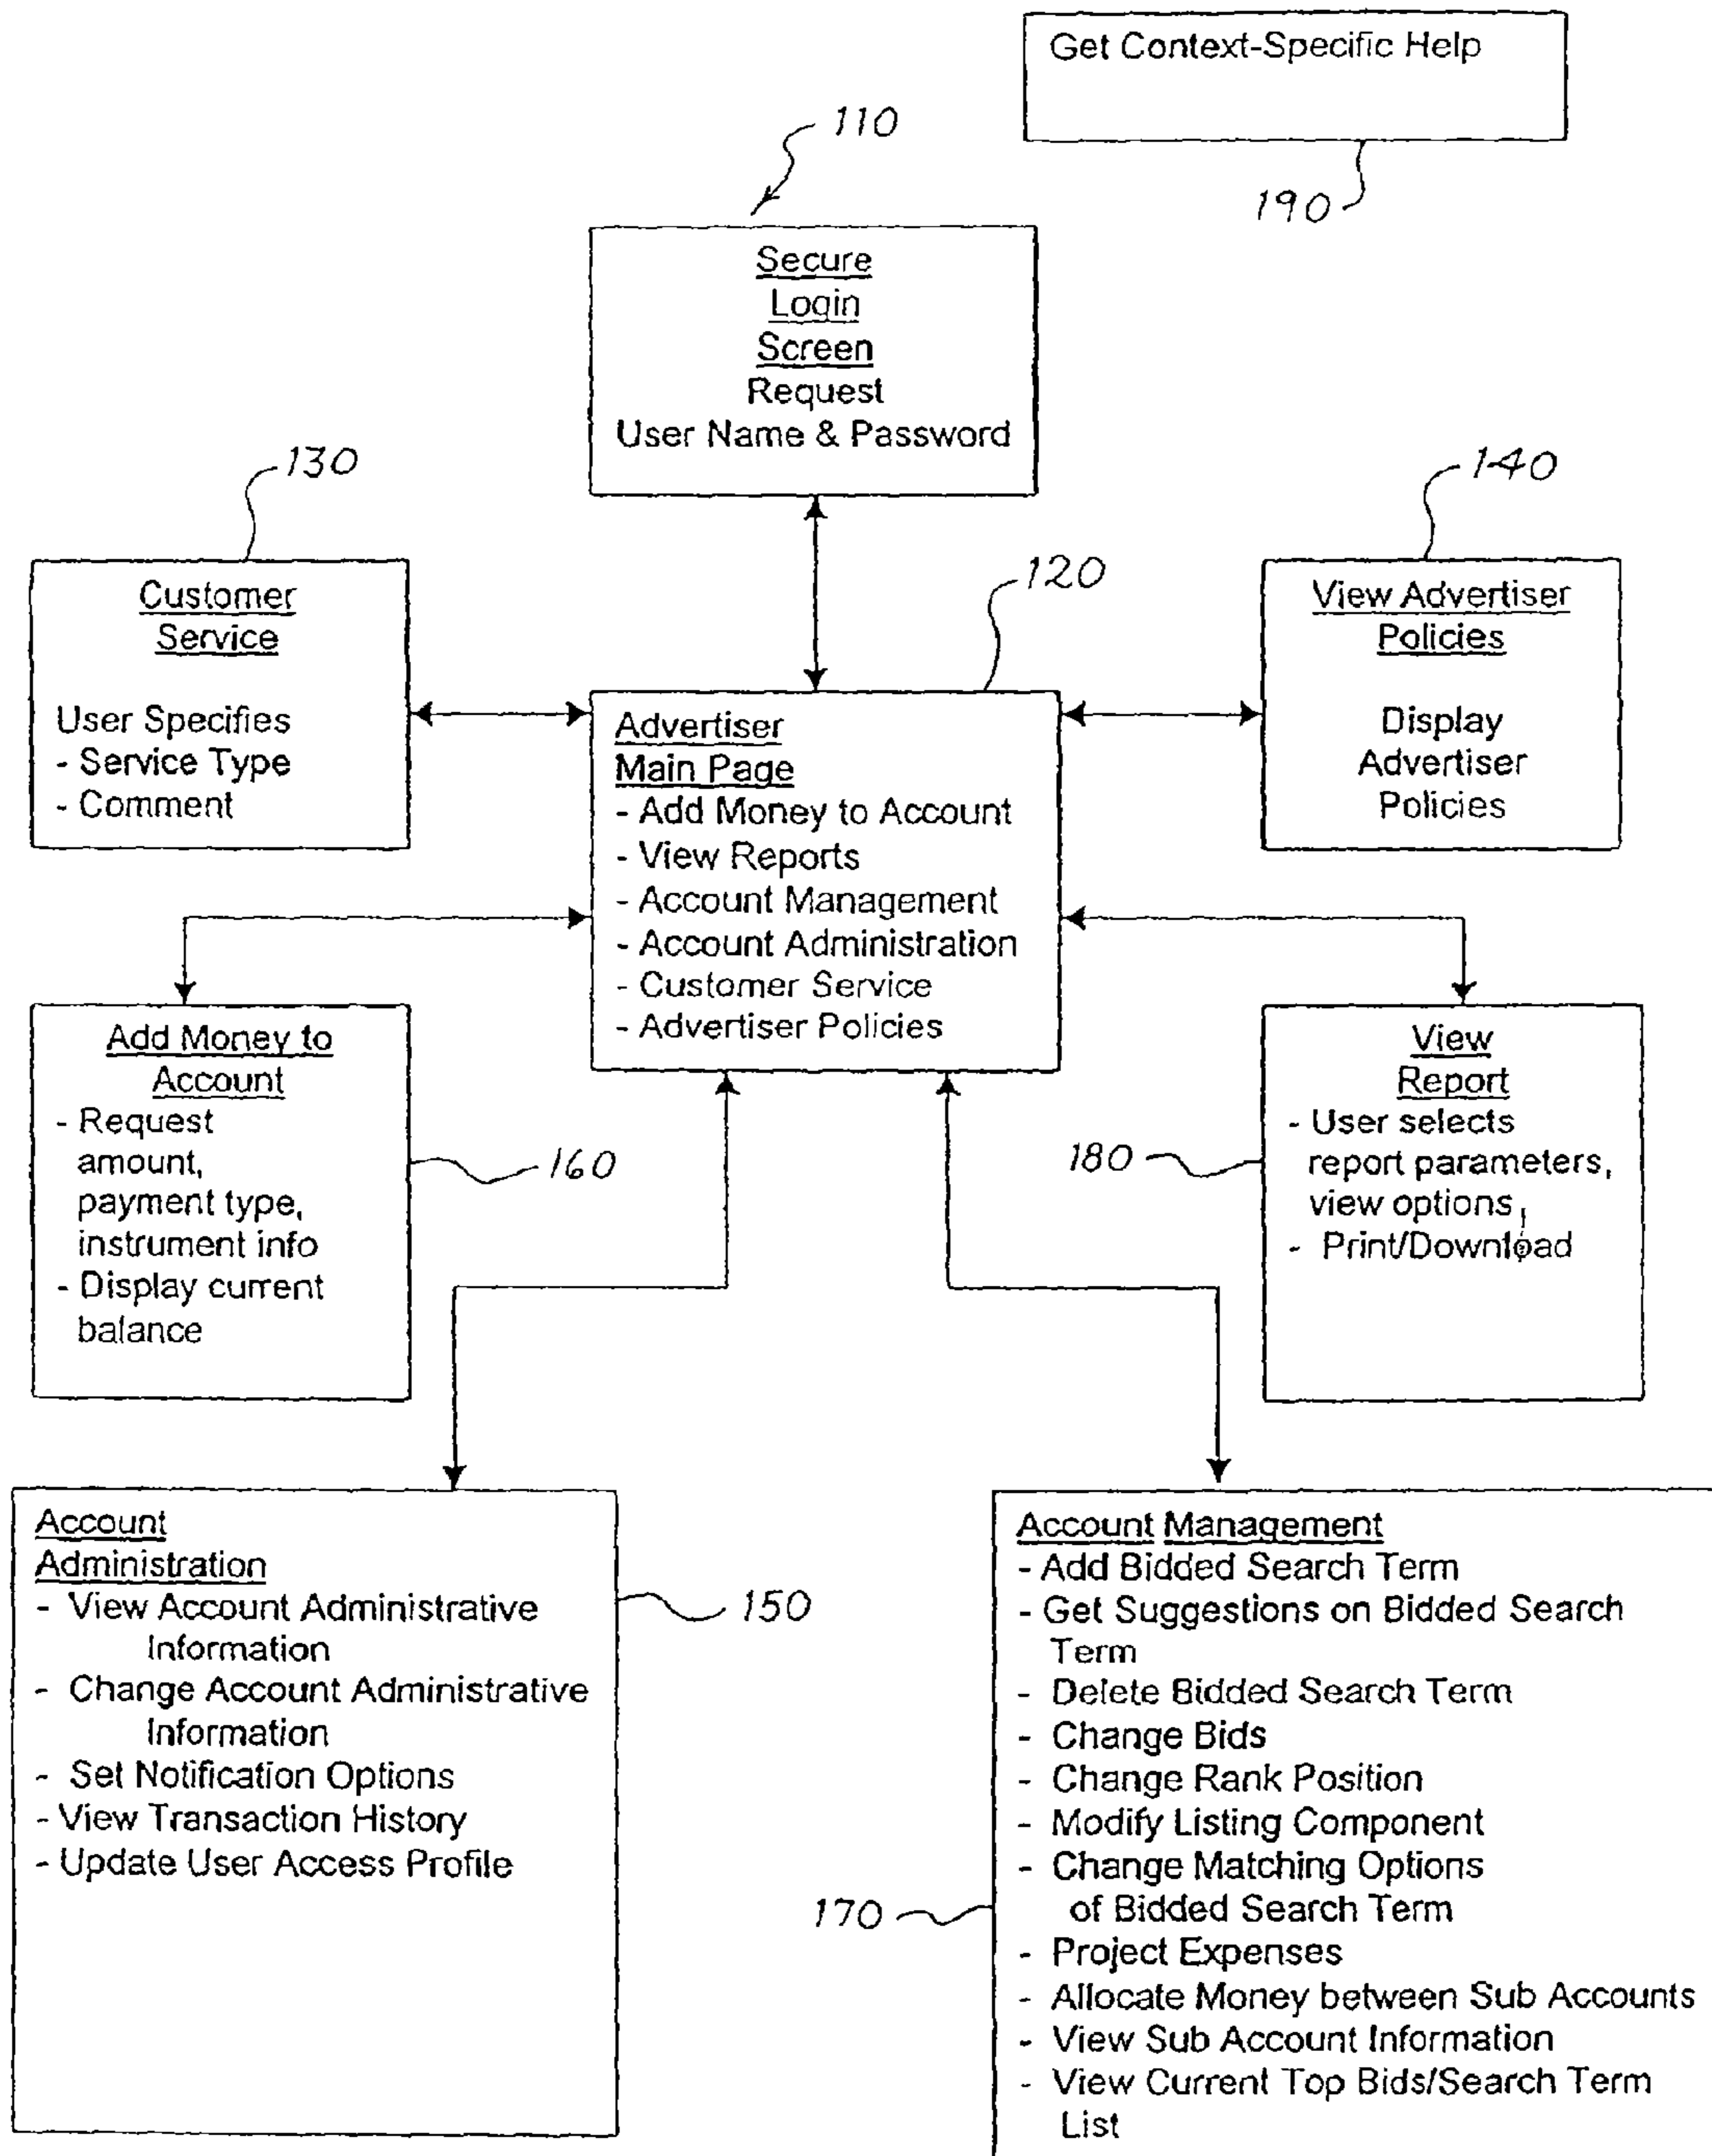 Get Context-Specific Help
190
110
Secure
Login
Screen
Request
User Name & Password
130
Customer
Service
User Specifies
- Service Type
- Comment
120
Advertiser
Main Page
- Add Money to Account
- View Reports
- Account Management
- Account Administration
- Customer Service
- Advertiser Policies
140
View Advertiser
Policies
Display
Advertiser
Policies
Add Money to
Account
- Request
amount,
payment type,
instrument info
- Display current
balance
160
180
View
Report
- User selects
report parameters,
view options,
- Print/Download
Account
Administration
- View Account Administrative
Information
- Change Account Administrative
Information
- Set Notification Options
- View Transaction History
- Update User Access Profile
150
170
Account Management
- Add Bidded Search Term
- Get Suggestions on Bidded Search
Term
- Delete Bidded Search Term
- Change Bids
- Change Rank Position
- Modify Listing Component
- Change Matching Options
of Bidded Search Term
- Project Expenses
- Allocate Money between Sub Accounts
- View Sub Account Information
- View Current Top Bids/Search Term
List